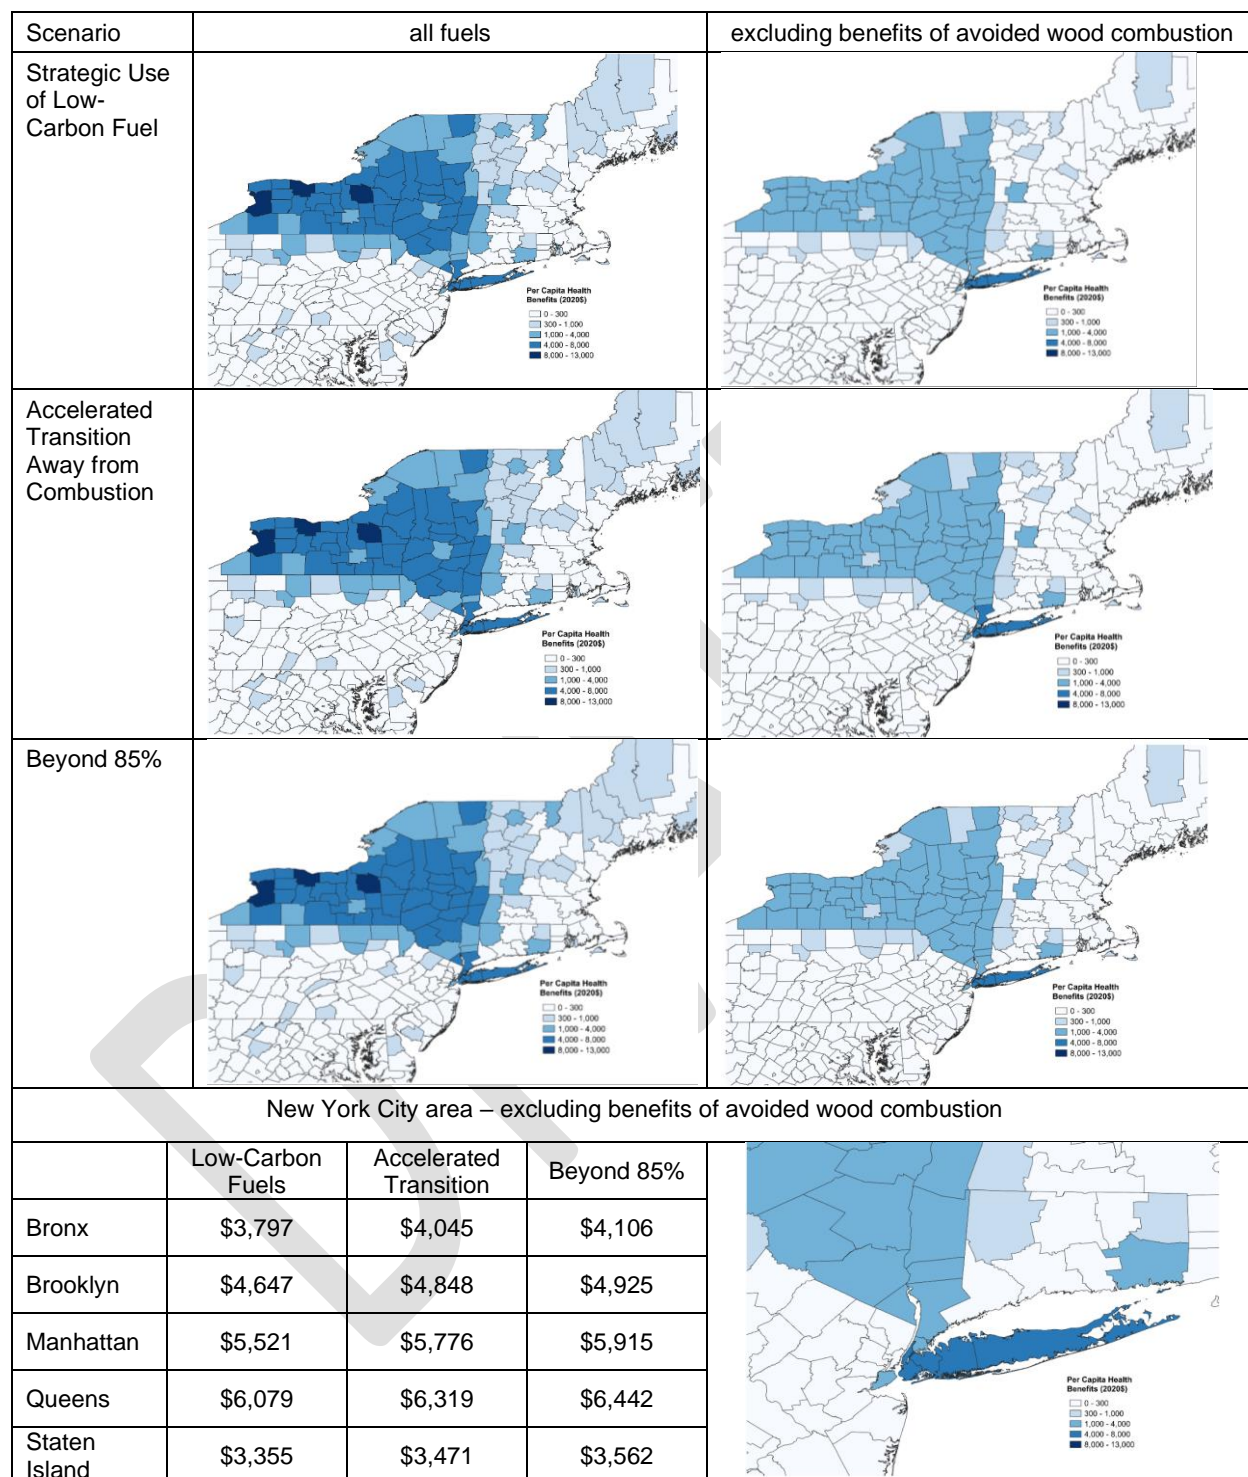 Scenario
all fuels
excluding benefits of avoided wood combustion
Strategic Use
of Low-
Carbon Fuel
Per Capita Health
Benefits (2020$)
0 - 300
300 - 1,000
1,000 - 4,000
4,000 - 8,000
8,000 - 13,000
Per Capita Health
Benefits (2020$)
0 - 300
300 - 1,000
1,000 - 4,000
4,000 - 8,000
8,000 - 13,000
Accelerated
Transition
Away from
Combustion
Per Capita Health
Benefits (2020$)
0 - 300
300 - 1,000
1,000 - 4,000
4,000 - 8,000
8,000 - 13,000
Per Capita Health
Benefits (2020$)
0 - 300
300 - 1,000
1,000 - 4,000
4,000 - 8,000
8,000 - 13,000
Beyond 85%
Per Capita Health
Benefits (2020$)
0 - 300
300 - 1,000
1,000 - 4,000
4,000 - 8,000
8,000 - 13,000
Per Capita Health
Benefits (2020$)
0 - 300
300 - 1,000
1,000 - 4,000
4,000 - 8,000
8,000 - 13,000
New York City area – excluding benefits of avoided wood combustion
Low-Carbon
Fuels
Accelerated
Transition
Beyond 85%
Bronx
$3,797
$4,045
$4,106
Brooklyn
$4,647
$4,848
$4,925
Manhattan
$5,521
$5,776
$5,915
Queens
$6,079
$6,319
$6,442
Staten
Island
$3,355
$3,471
$3,562
Per Capita Health
Benefits (2020$)
0 - 300
300 - 1,000
1,000 - 4,000
4,000 - 8,000
8,000 - 13,000